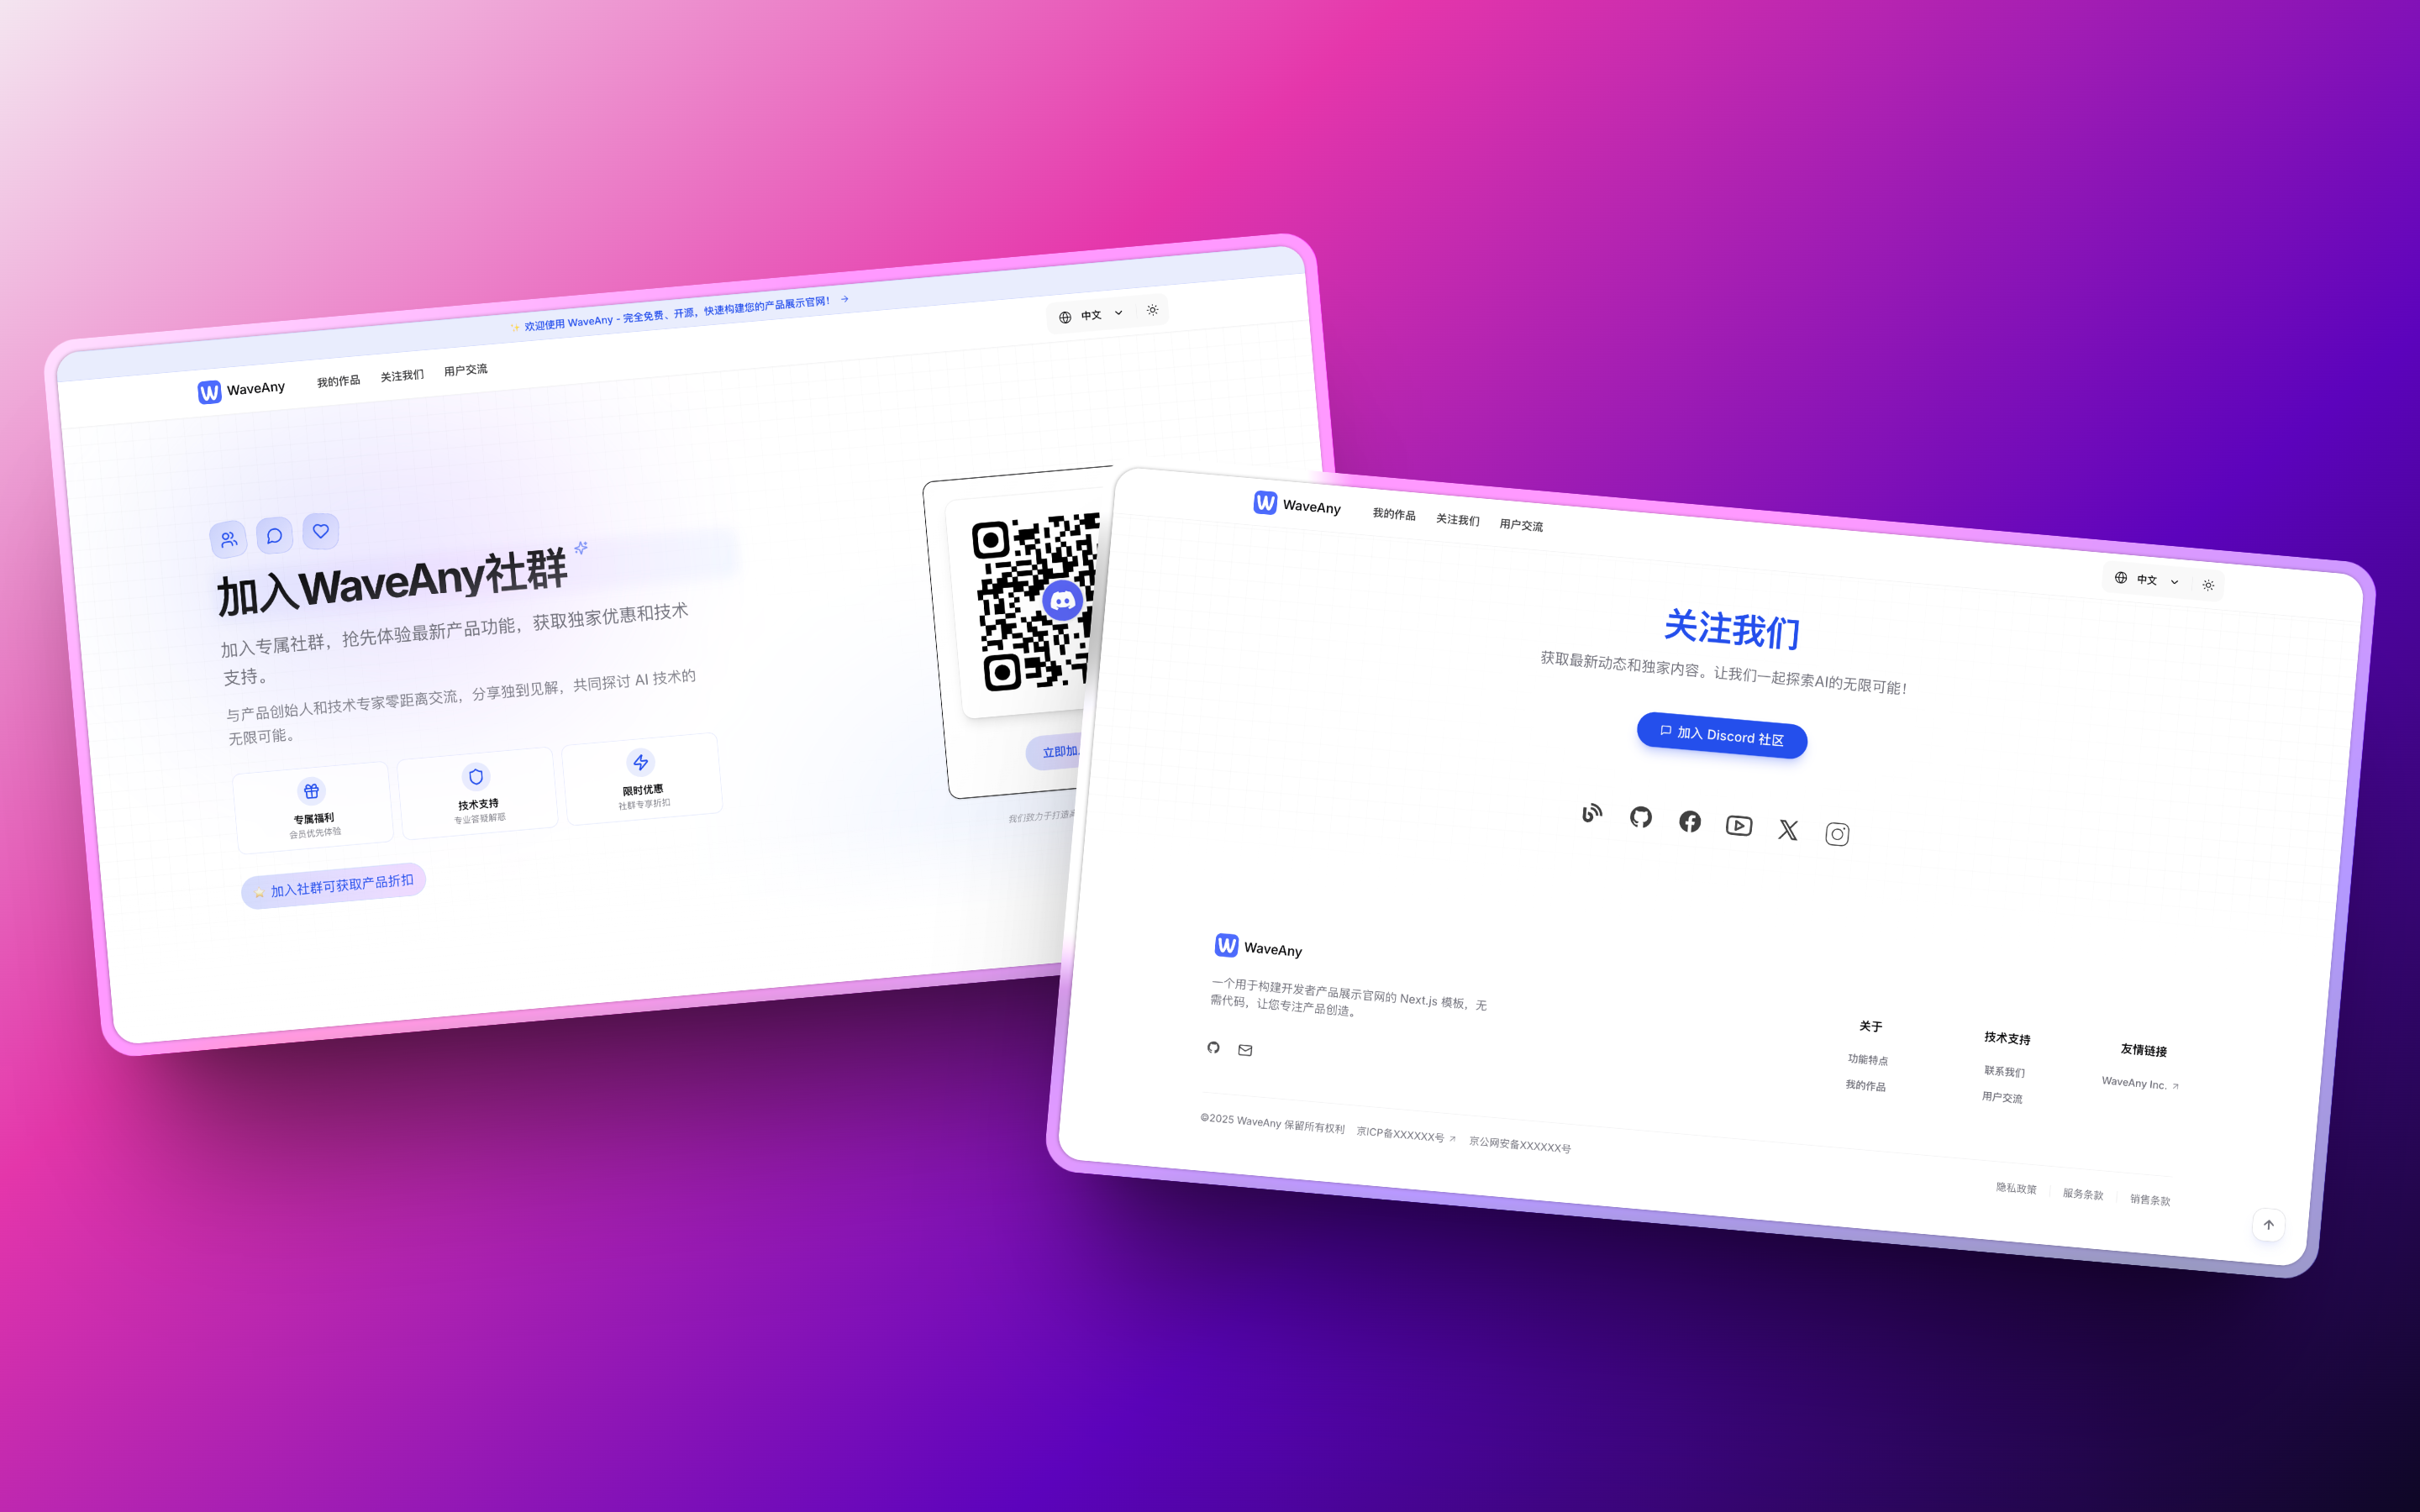 ✨ 欢迎使用 WaveAny - 完全免费、开源，快速构建您的产品展示官网！ →
WaveAny 我的作品 关注我们 用户交流 中文
加入WaveAny社群
加入专属社群，抢先体验最新产品功能，获取独家优惠和技术
支持。
与产品创始人和技术专家零距离交流，分享独到见解，共同探讨 AI 技术的
无限可能。
专属福利
会员优先体验
技术支持
专业答疑解惑
限时优惠
社群专享折扣
加入社群可获取产品折扣
立即加
我们致力于打造
WaveAny 我的作品 关注我们 用户交流 中文
关注我们
获取最新动态和独家内容。让我们一起探索AI的无限可能！
加入 Discord 社区
WaveAny
一个用于构建开发者产品展示官网的 Next.js 模板，无
需代码，让您专注产品创造。
关于
功能特点
我的作品
技术支持
联系我们
用户交流
友情链接
WaveAny Inc.
©2025 WaveAny 保留所有权利 京ICP备XXXXXX号 京公网安备XXXXXX号
隐私政策 服务条款 销售条款